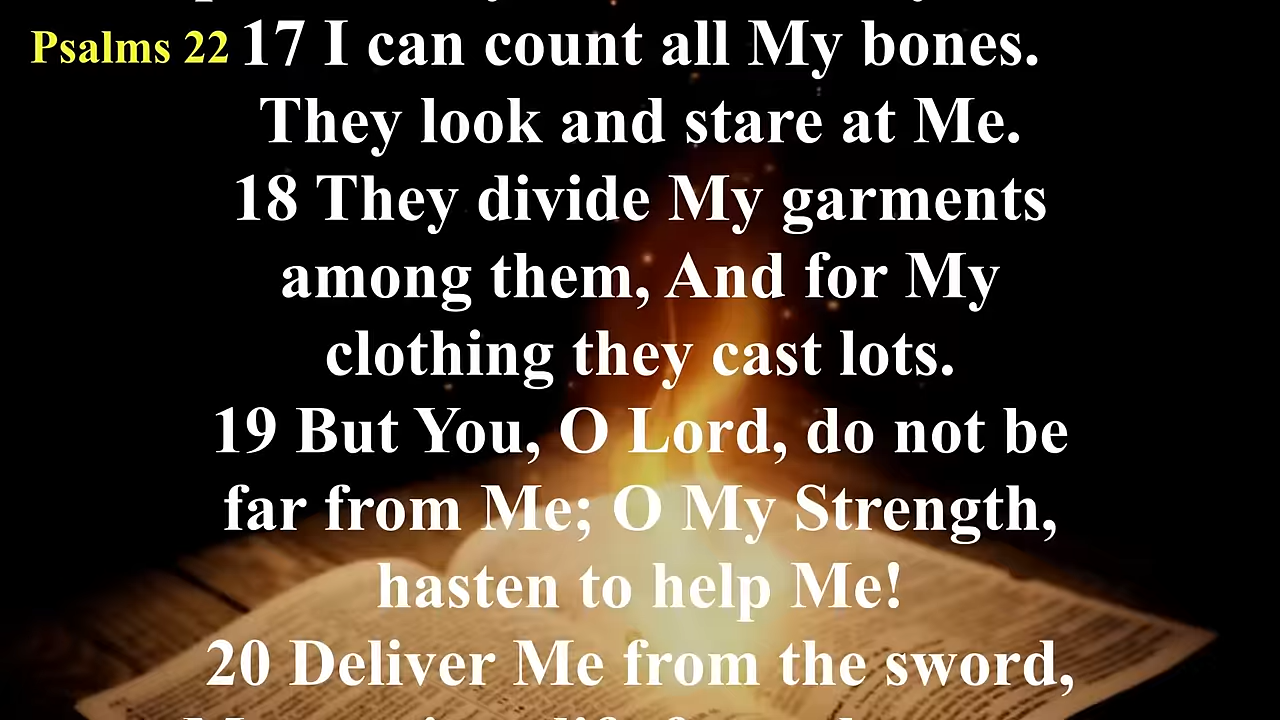 Psalms 22 17 I can count all My bones.
They look and stare at Me.
18 They divide My garments
among them, And for My
clothing they cast lots.
19 But You, O Lord, do not be
far from Me; O My Strength,
hasten to help Me!
20 Deliver Me from the sword,